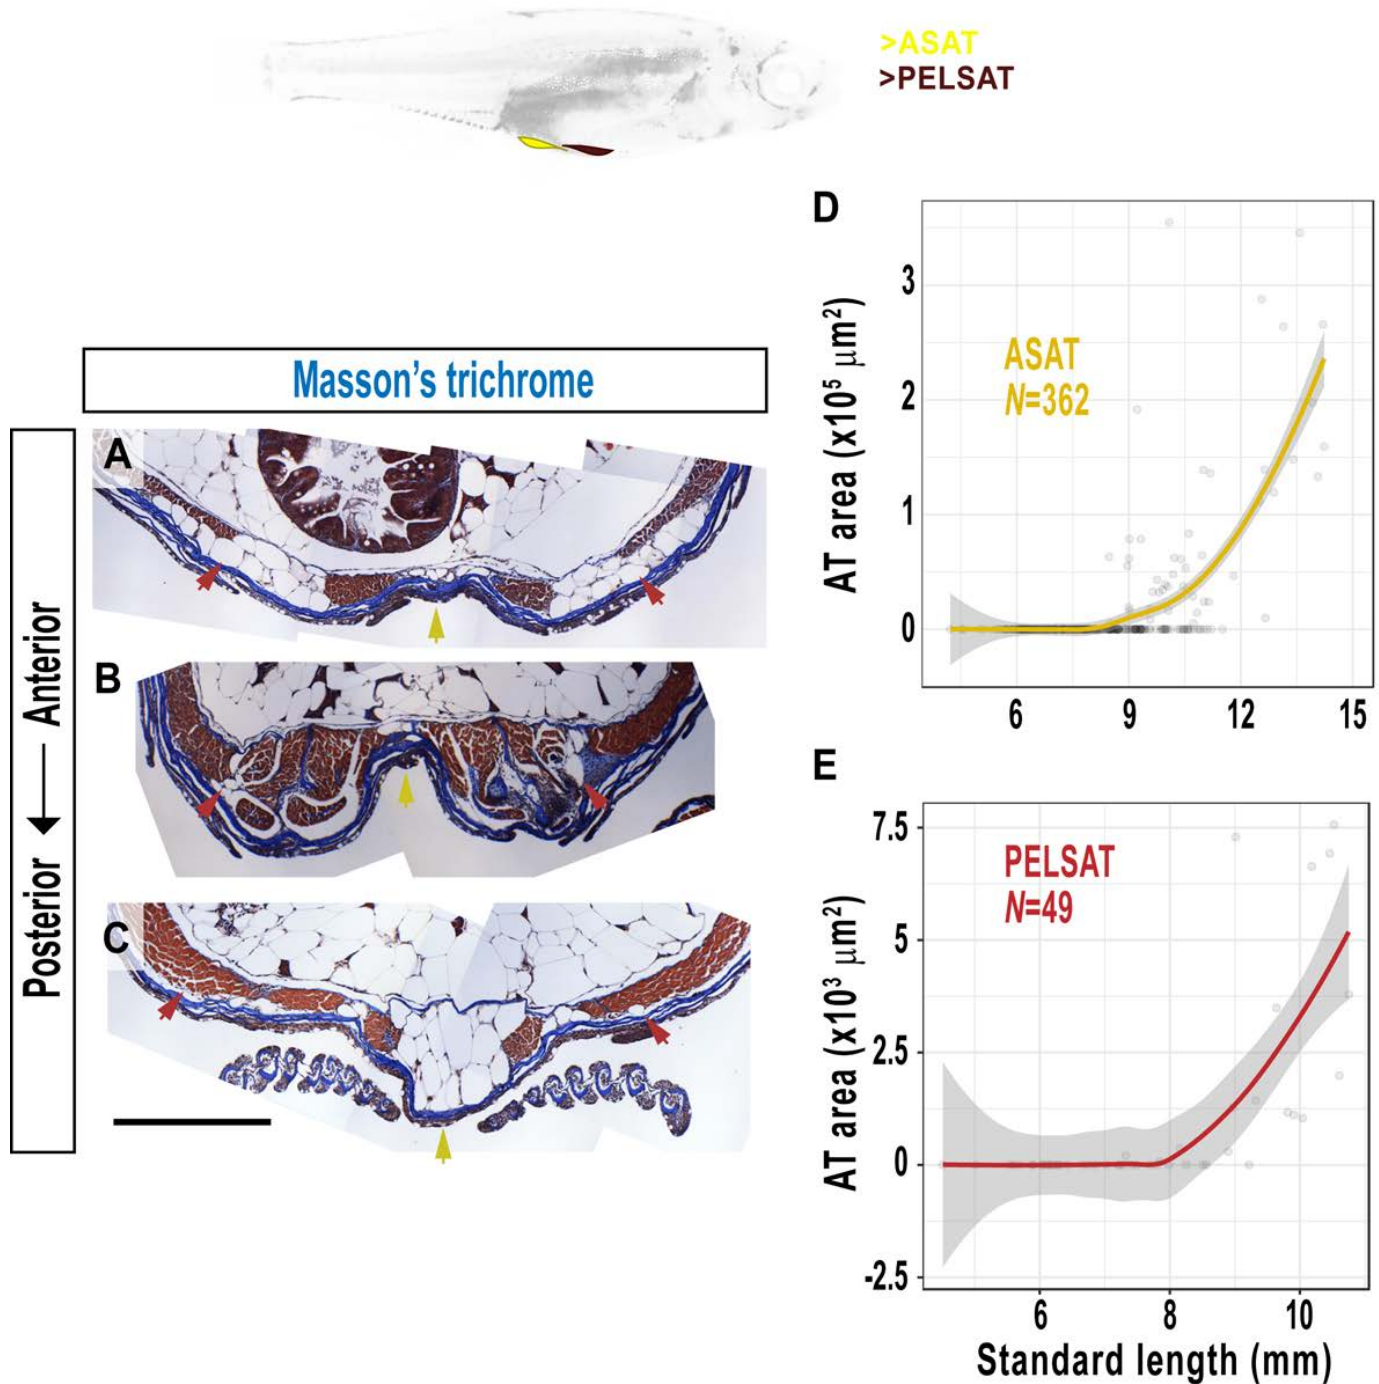 >ASAT
>PELSAT
Masson's trichrome
Anterior
Posterior
A
B
C
D
AT area (x10⁵ μm²)
3
2
1
0
ASAT
N=362
6 9 12 15
E
AT area (x10³ μm²)
7.5
5
2.5
0
-2.5
PELSAT
N=49
6 8 10
Standard length (mm)